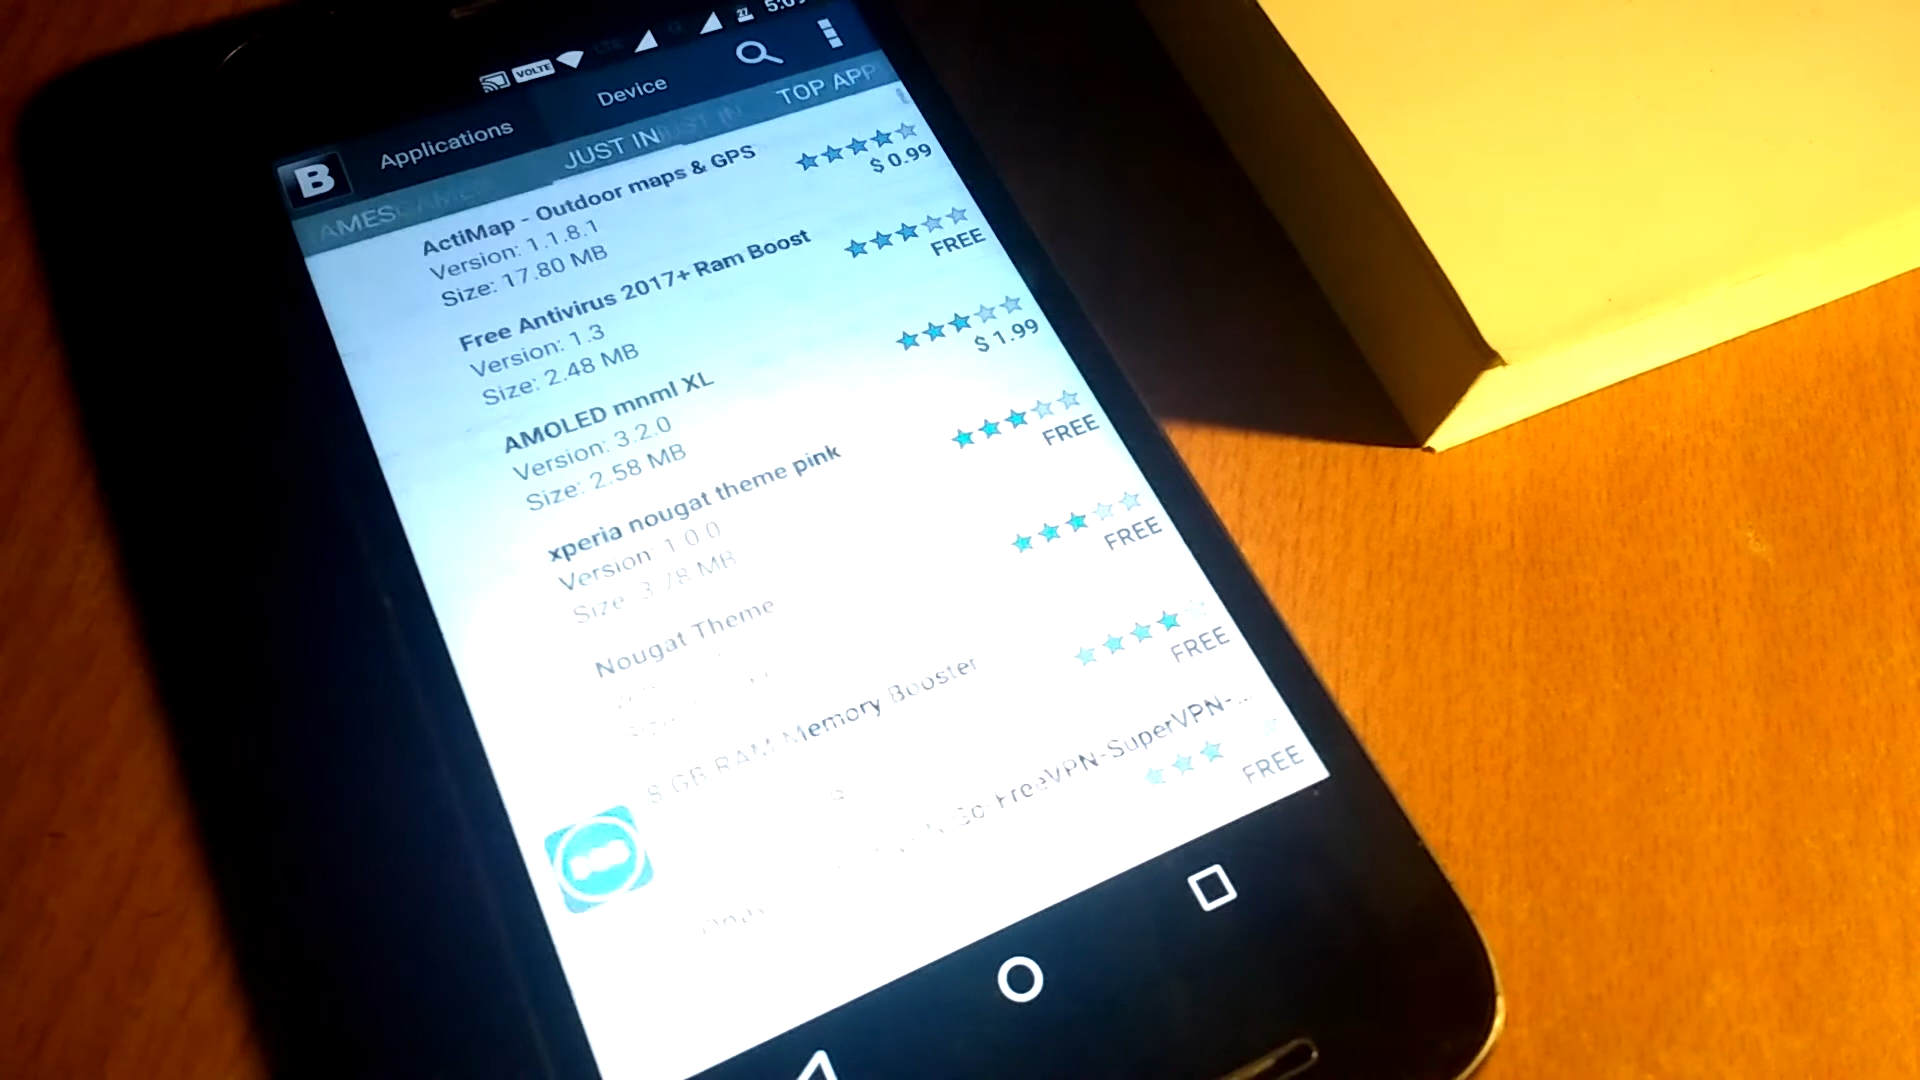 VOLTE
27
B
Applications
Device
AMES
JUST IN
TOP APP
ActiMap - Outdoor maps & GPS
Version: 1.1.8.1
Size: 17.80 MB
$ 0.99
Free Antivirus 2017+ Ram Boost
Version: 1.3
Size: 2.48 MB
FREE
AMOLED mnml XL
Version: 3.2.0
Size: 2.58 MB
$ 1.99
xperia nougat theme pink
Version: 1.0.0
Size: 3.78 MB
FREE
Nougat Theme
FREE
8 GB RAM Memory Booster
FREE
Go-FreeVPN-SuperVPN-...
FREE